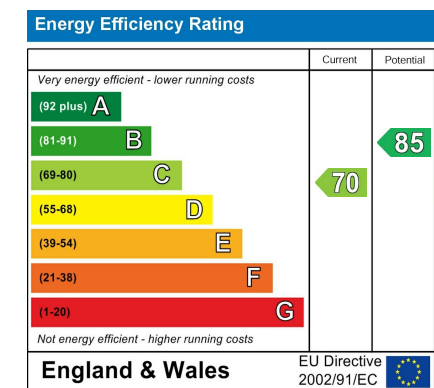 Energy Efficiency Rating
Current Potential
Very energy efficient - lower running costs
(92 plus) A
(81-91) B
85
(69-80) C
70
(55-68) D
(39-54) E
(21-38) F
(1-20) G
Not energy efficient - higher running costs
England & Wales
EU Directive
2002/91/EC